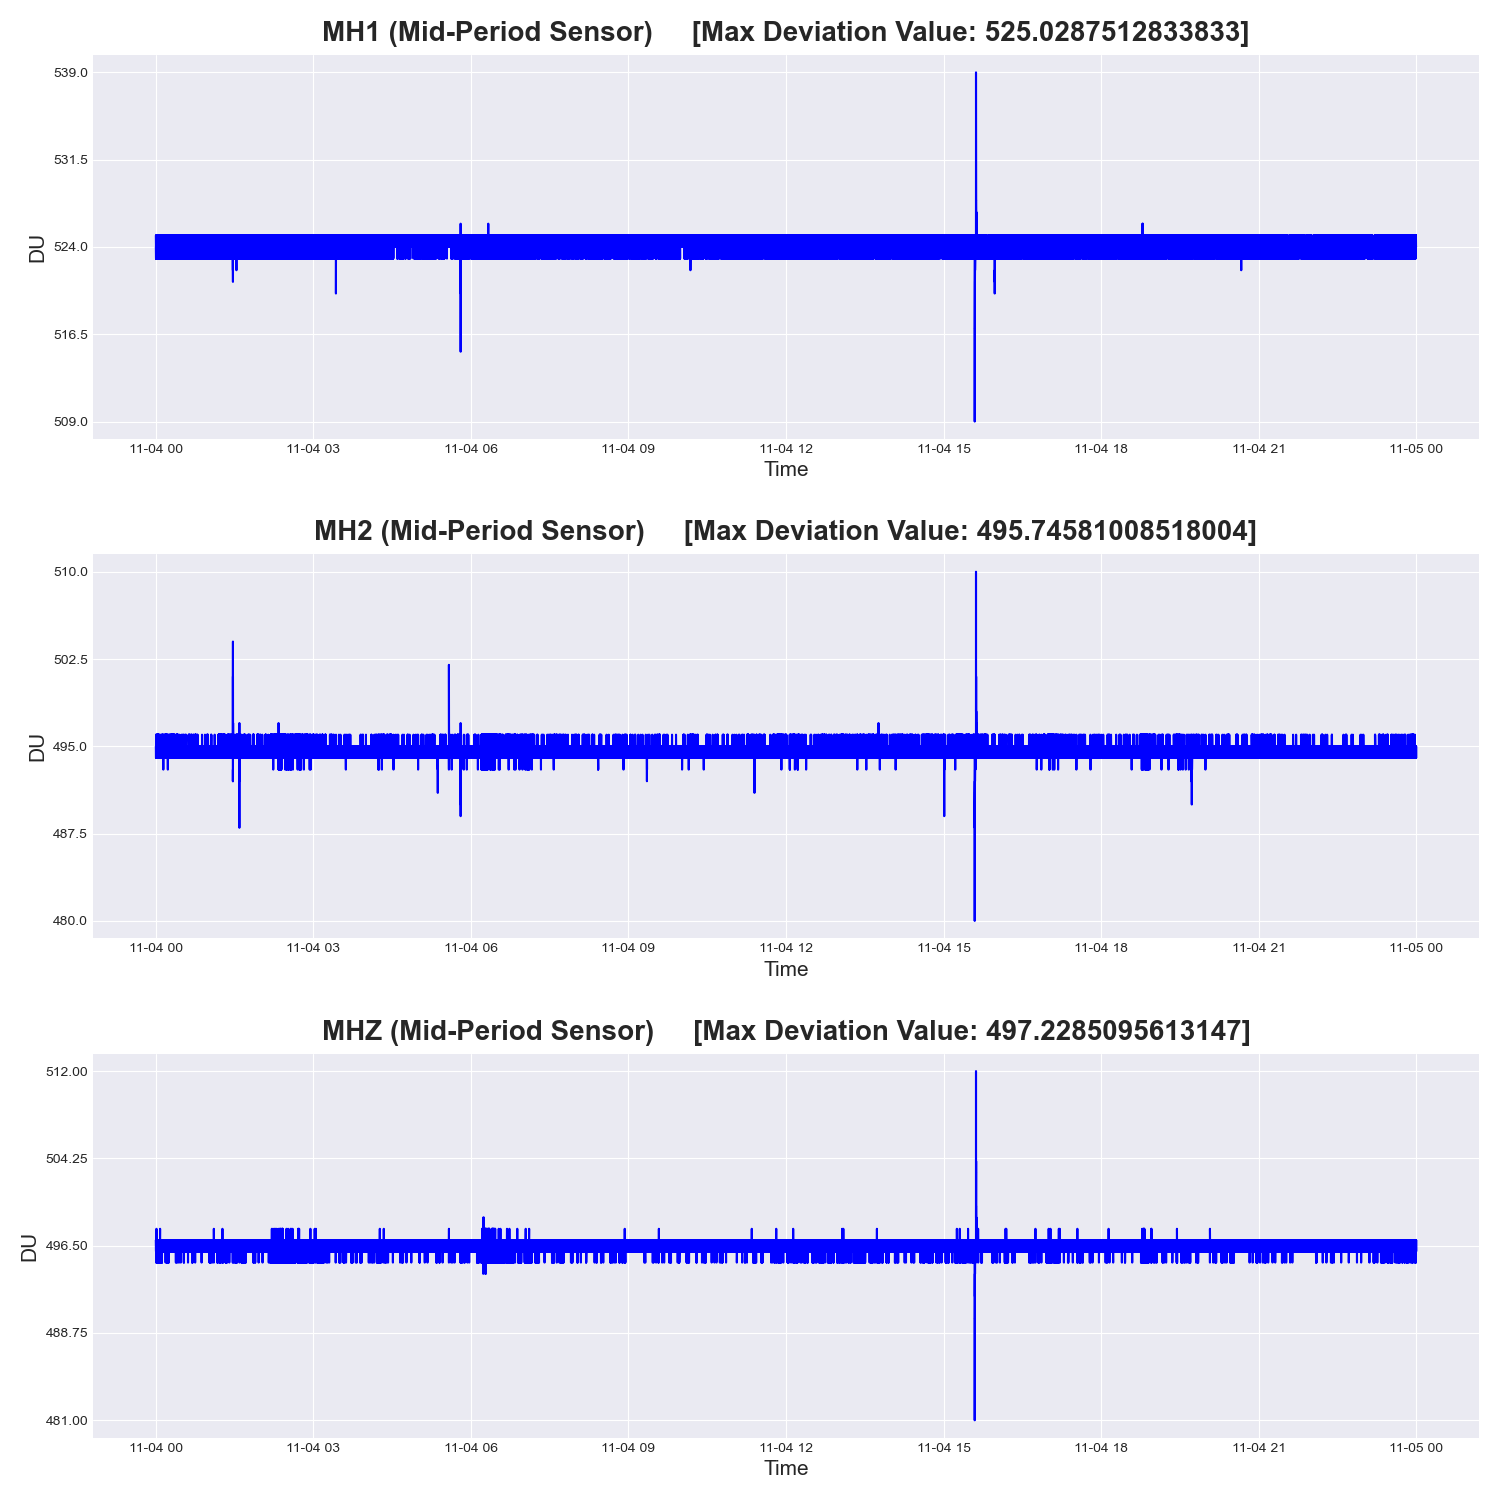 MH1 (Mid-Period Sensor) [Max Deviation Value: 525.0287512833833]
539.0
531.5
524.0
516.5
509.0
DU
11-04 00 11-04 03 11-04 06 11-04 09 11-04 12 11-04 15 11-04 18 11-04 21 11-05 00
Time
MH2 (Mid-Period Sensor) [Max Deviation Value: 495.74581008518004]
510.0
502.5
495.0
487.5
480.0
DU
11-04 00 11-04 03 11-04 06 11-04 09 11-04 12 11-04 15 11-04 18 11-04 21 11-05 00
Time
MHZ (Mid-Period Sensor) [Max Deviation Value: 497.2285095613147]
512.00
504.25
496.50
488.75
481.00
DU
11-04 00 11-04 03 11-04 06 11-04 09 11-04 12 11-04 15 11-04 18 11-04 21 11-05 00
Time